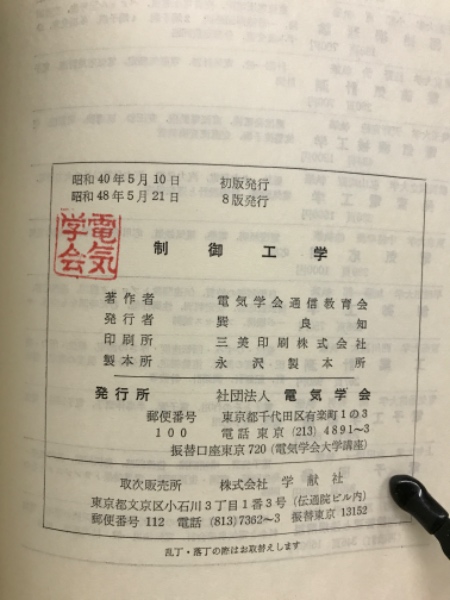 昭和40年5月10日 初版発行
昭和48年5月21日 8版発行
電気学会
制御工学
著作者 電気学会通信教育会
発行者 巽良知
印刷所 三美印刷株式会社
製本所 永沢製本所
発行所 社団法人 電気学会
郵便番号 東京都千代田区有楽町1の3
100 電話 東京 (213) 4891~3
振替口座東京720 (電気学会大学講座)
取次販売所 株式会社 学献社
東京都文京区小石川3丁目1番3号 (伝通院ビル内)
郵便番号 112 電話 (813)7362~3 振替東京 13152
乱丁・落丁の際はお取替えします